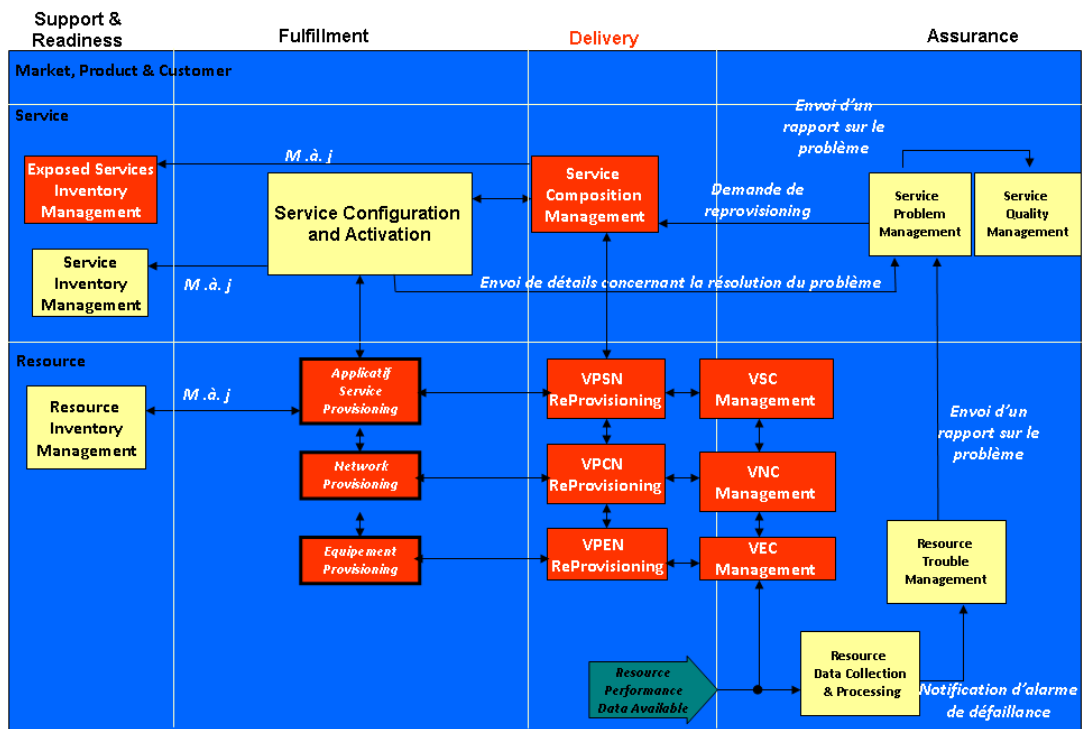 Support &
Readiness
Fulfillment
Delivery
Assurance
Market, Product & Customer
Service
Envoi d'un
rapport sur le
problème
Exposed Services
Inventory
Management
M .à. j
Service
Composition
Management
Service Configuration
and Activation
Demande de
reprovisioning
Service
Problem
Management
Service
Quality
Management
Service
Inventory
Management
M .à. j
Envoi de détails concernant la résolution du problème
Resource
Resource
Inventory
Management
M .à. j
Applicatif
Service
Provisioning
VPSN
ReProvisioning
VSC
Management
Envoi d'un
rapport sur le
problème
Network
Provisioning
VPCN
ReProvisioning
VNC
Management
Equipement
Provisioning
VPEN
ReProvisioning
VEC
Management
Resource
Trouble
Management
Resource
Performance
Data Available
Resource
Data Collection
& Processing
Notification d'alarme
de défaillance